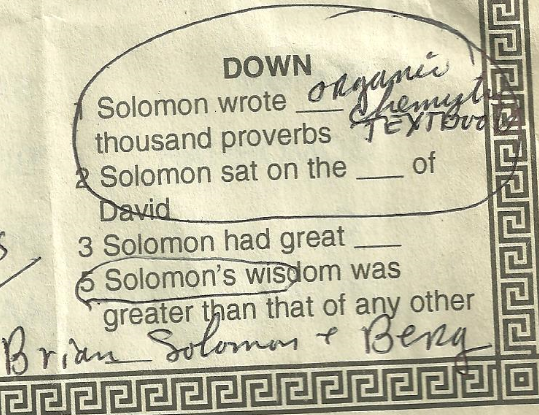 DOWN
organic
1 Solomon wrote ___ Chemistry
thousand proverbs TEXTBOOK
2 Solomon sat on the ___ of
David
3 Solomon had great ___
5 Solomon's wisdom was
greater than that of any other
Brian Solomon + Berg